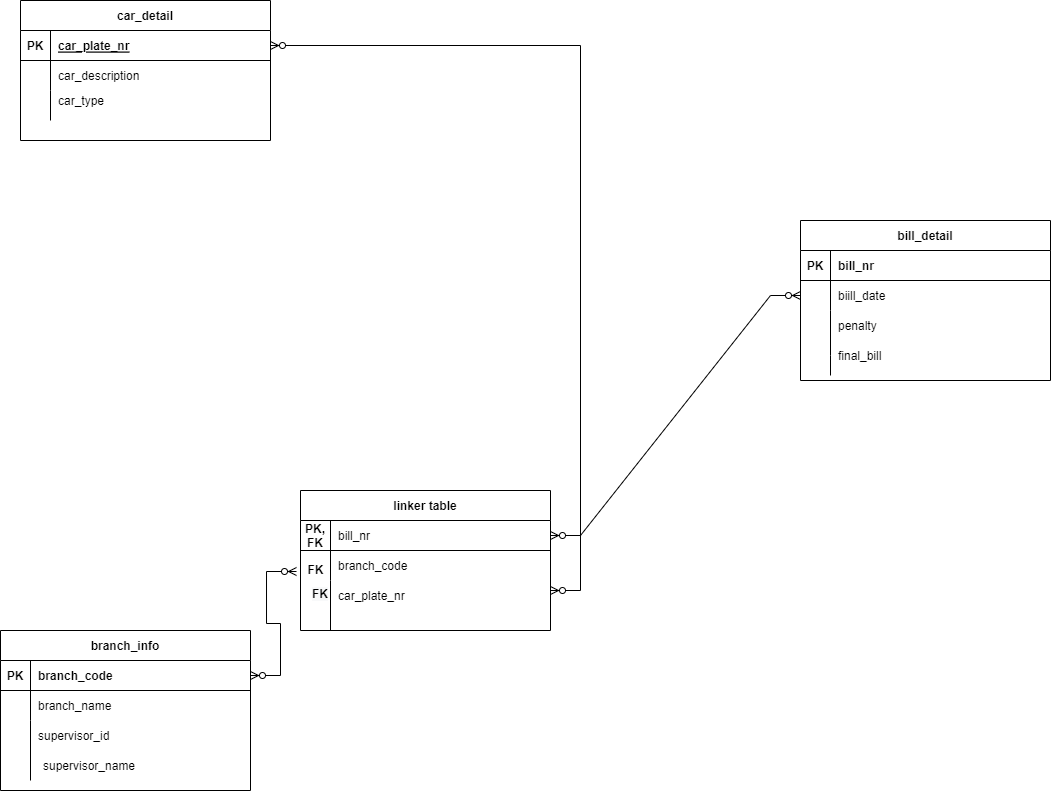 car_detail
PK car_plate_nr
car_description
car_type
bill_detail
PK bill_nr
biill_date
penalty
final_bill
linker table
PK,
FK bill_nr
FK branch_code
FK car_plate_nr
branch_info
PK branch_code
branch_name
supervisor_id
supervisor_name